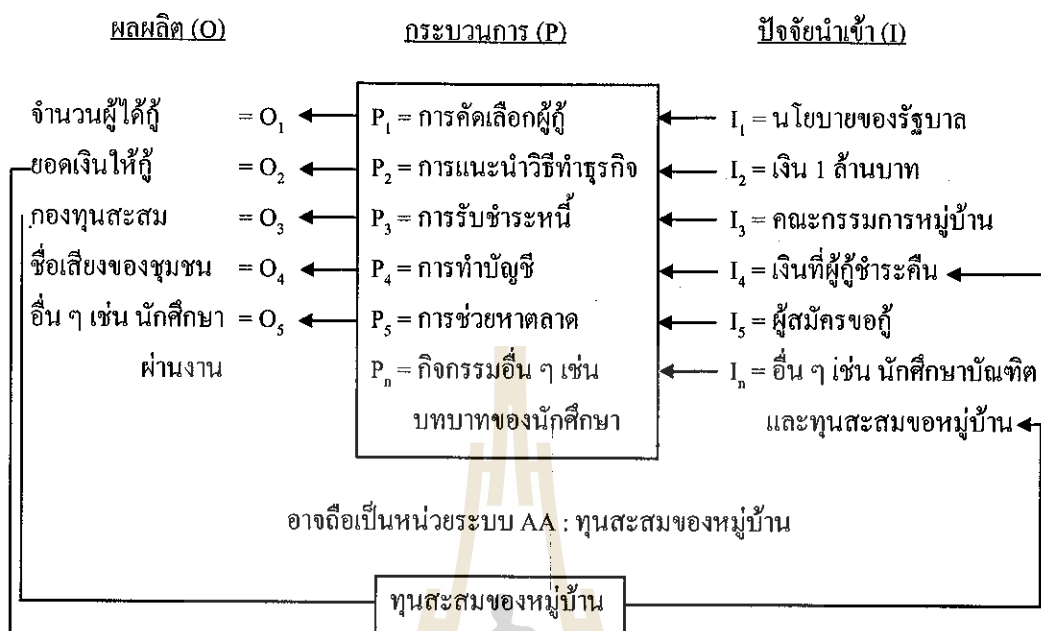 ผลผลิต (O) กระบวนการ (P) ปัจจัยนำเข้า (I)
จำนวนผู้ได้กู้ = O₁ P₁ = การคัดเลือกผู้กู้ I₁ = นโยบายของรัฐบาล
ยอดเงินให้กู้ = O₂ P₂ = การแนะนำวิธีทำธุรกิจ I₂ = เงิน 1 ล้านบาท
กองทุนสะสม = O₃ P₃ = การรับชำระหนี้ I₃ = คณะกรรมการหมู่บ้าน
ชื่อเสียงของชุมชน = O₄ P₄ = การทำบัญชี I₄ = เงินที่ผู้กู้ชำระคืน
อื่น ๆ เช่น นักศึกษา = O₅ P₅ = การช่วยหาตลาด I₅ = ผู้สมัครขอกู้
ผ่านงาน Pₙ = กิจกรรมอื่น ๆ เช่น Iₙ = อื่น ๆ เช่น นักศึกษาบัณฑิต
บทบาทของนักศึกษา และทุนสะสมขอหมู่บ้าน
อาจถือเป็นหน่วยระบบ AA : ทุนสะสมของหมู่บ้าน
ทุนสะสมของหมู่บ้าน